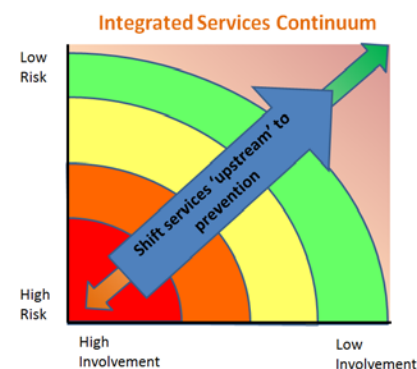 Integrated Services Continuum
Low
Risk
Shift services ‘upstream’ to
prevention
High
Risk
High
Involvement
Low
Involvement